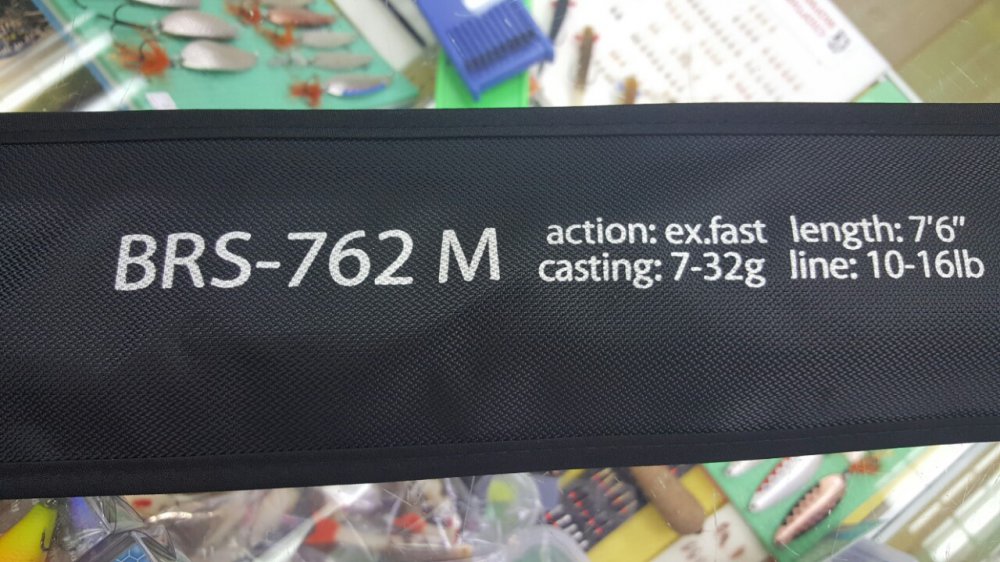 BRS-762 M
action: ex.fast length: 7'6"
casting: 7-32g line: 10-16lb